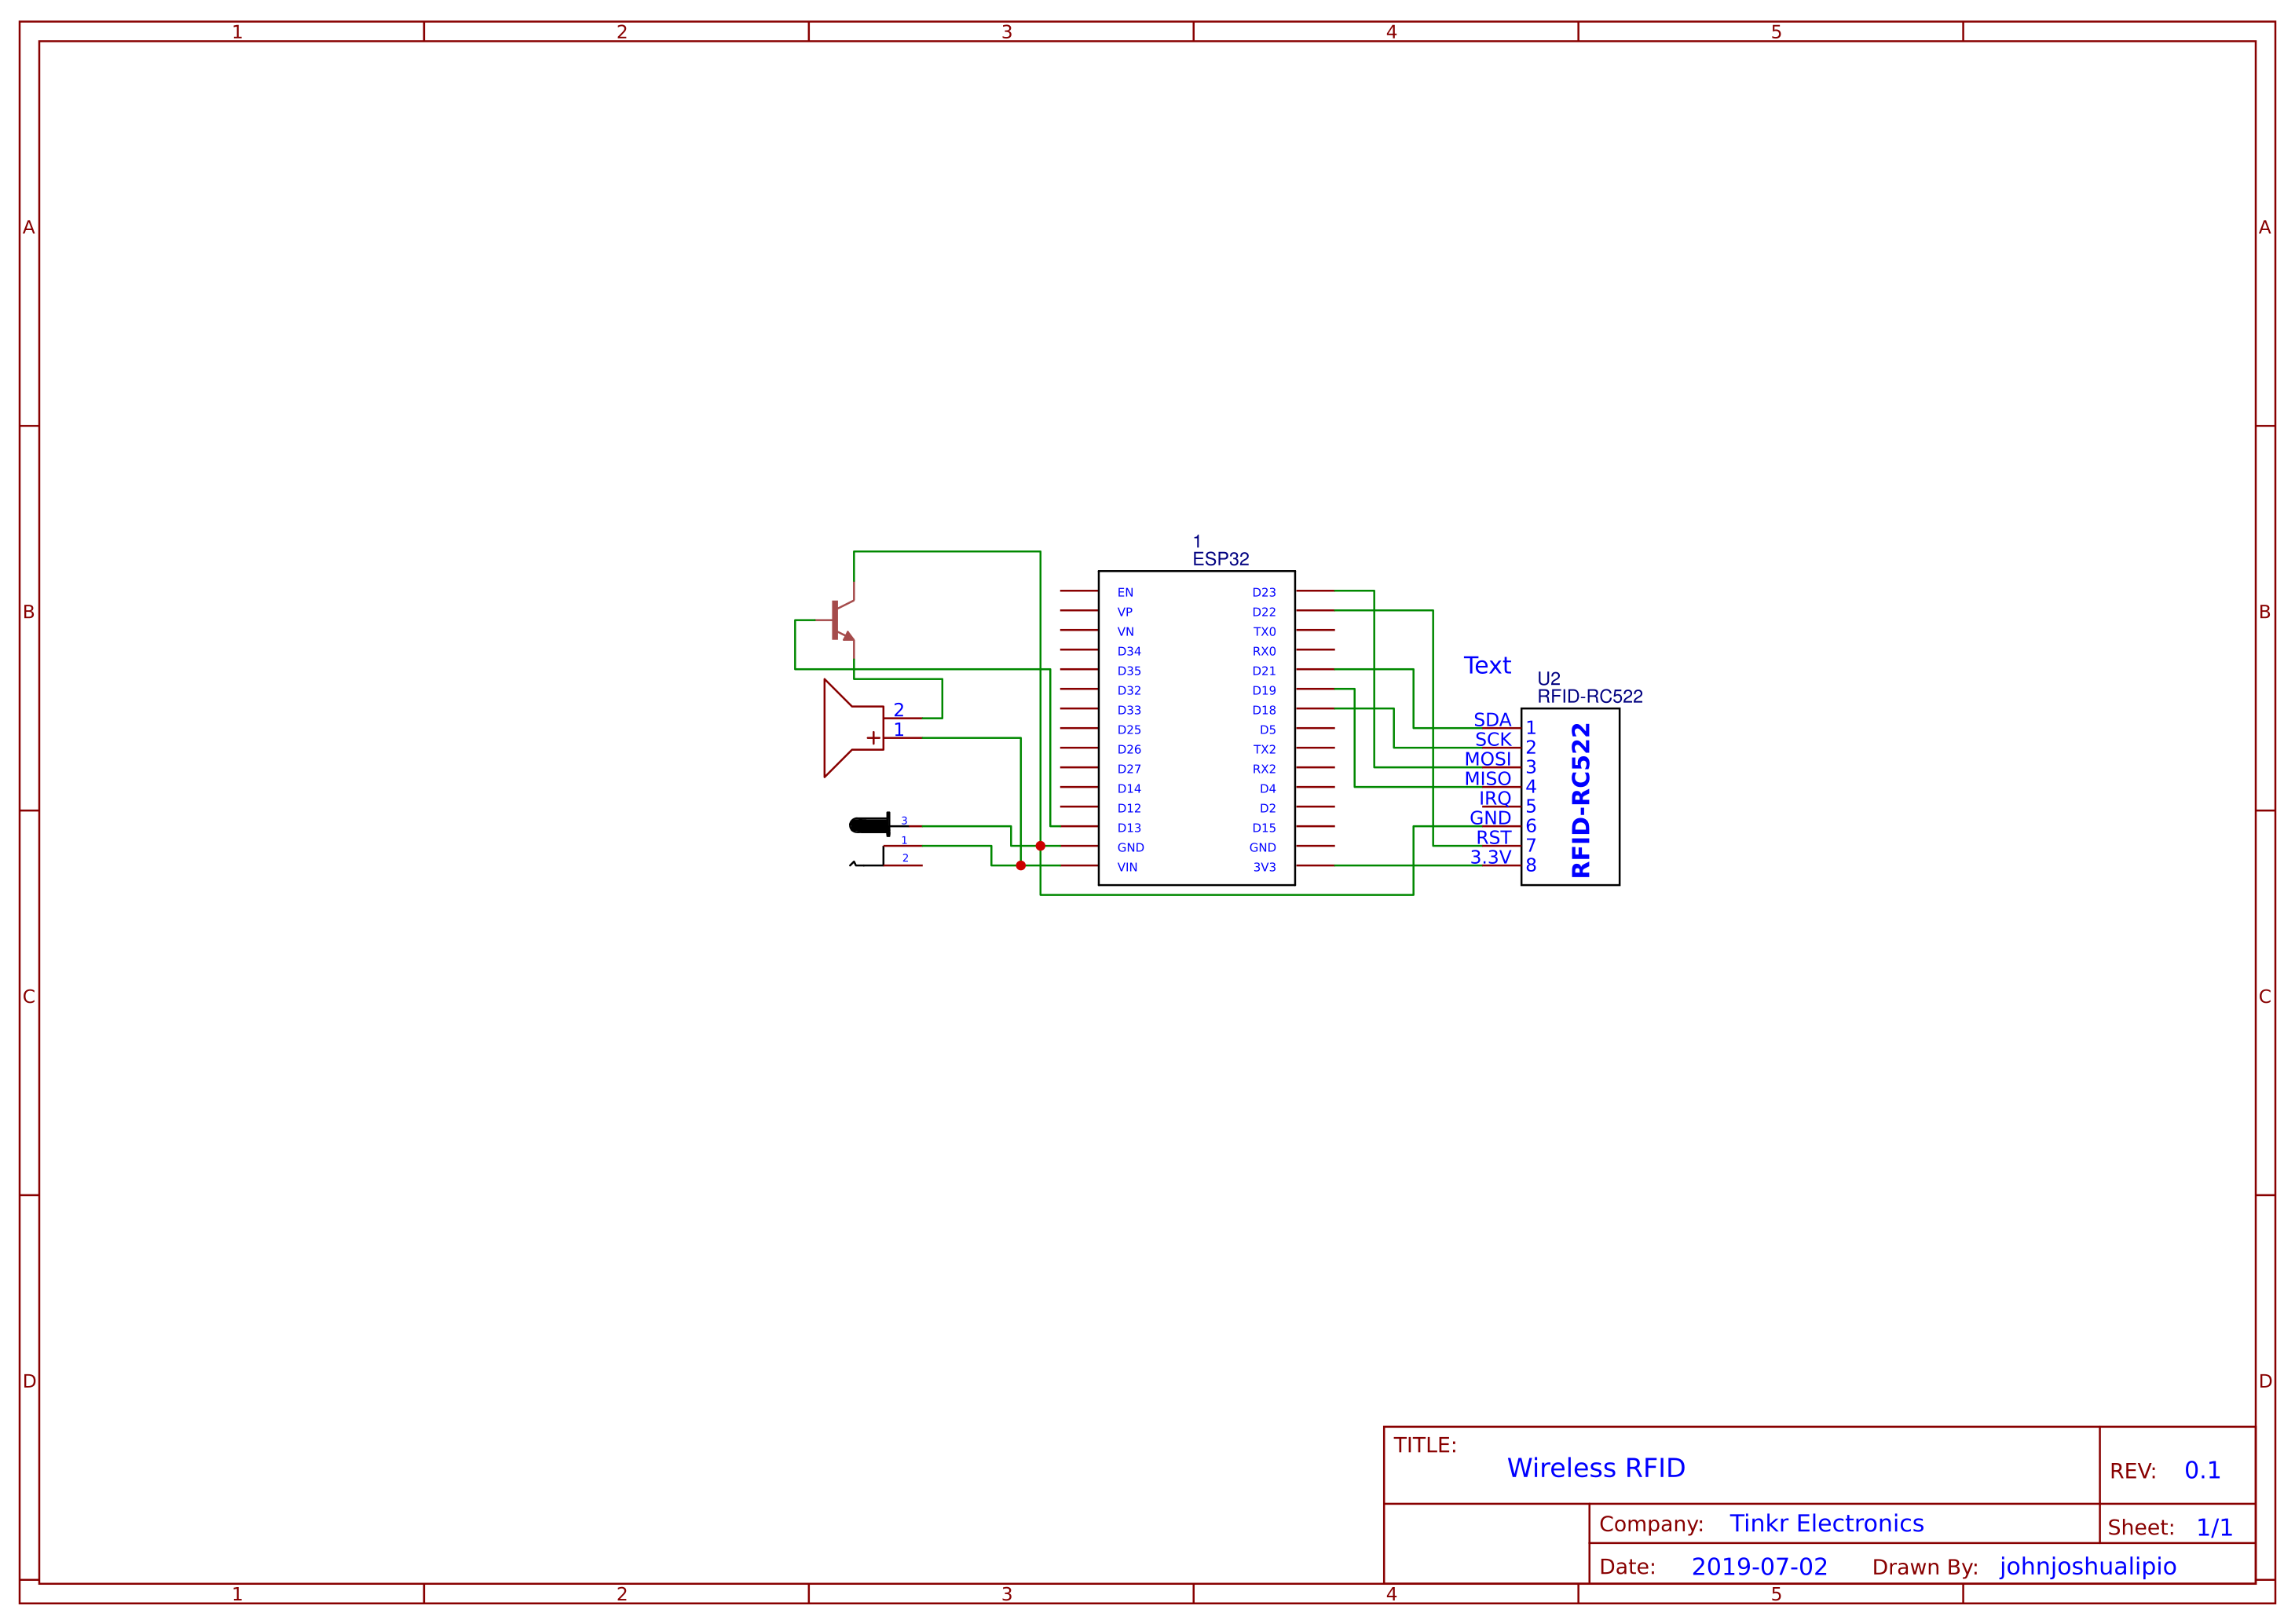 1 2 3 4 5
A A
B B
C C
D D
1
ESP32
EN D23
VP D22
VN TX0
D34 RX0
D35 D21
D32 D19
D33 D18
D25 D5
D26 TX2
D27 RX2
D14 D4
D12 D2
D13 D15
GND GND
VIN 3V3
2
1
+
3
1
2
Text
U2
RFID-RC522
SDA 1
SCK 2
MOSI 3
MISO 4
IRQ 5
GND 6
RST 7
3.3V 8
RFID-RC522
TITLE:
Wireless RFID
REV: 0.1
Company: Tinkr Electronics
Sheet: 1/1
Date: 2019-07-02 Drawn By: johnjoshualipio
1 2 3 4 5